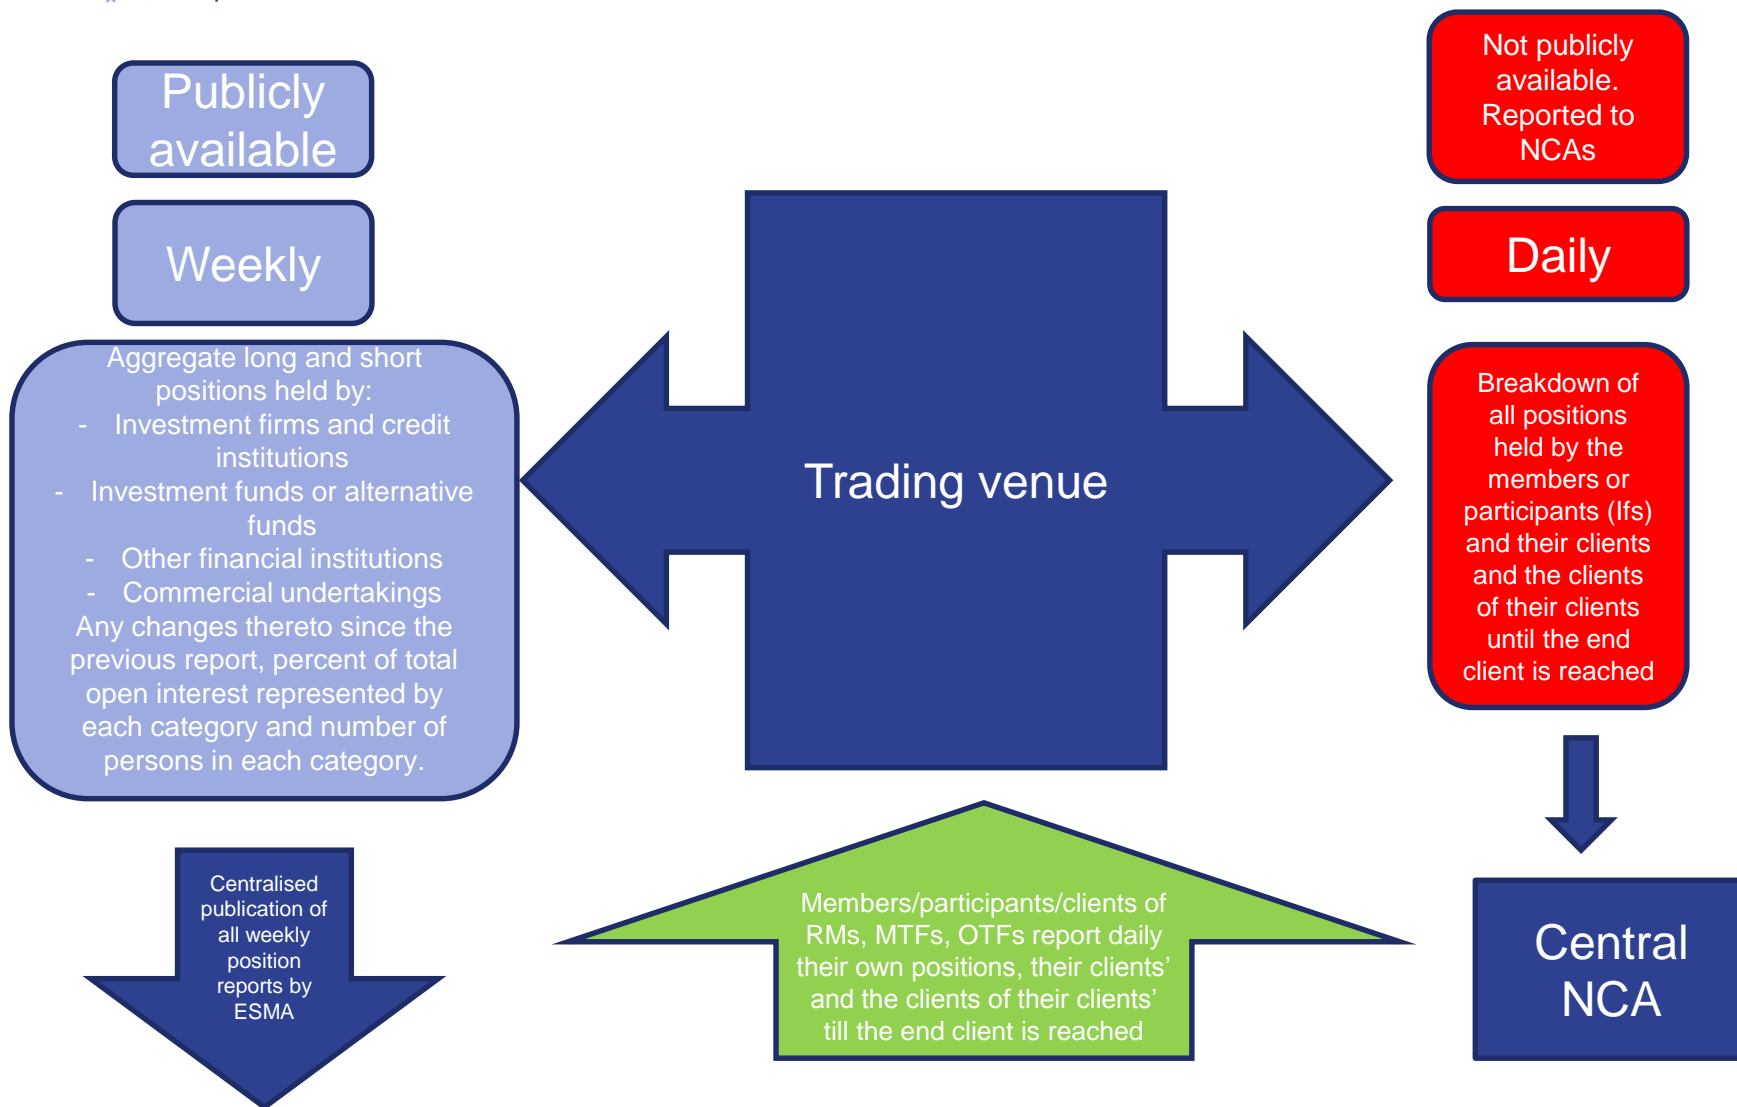 Publicly
available
Weekly
Aggregate long and short
positions held by:
- Investment firms and credit
institutions
- Investment funds or alternative
funds
- Other financial institutions
- Commercial undertakings
Any changes thereto since the
previous report, percent of total
open interest represented by
each category and number of
persons in each category.
Centralised
publication of
all weekly
position
reports by
ESMA
Trading venue
Members/participants/clients of
RMs, MTFs, OTFs report daily
their own positions, their clients’
and the clients of their clients’
till the end client is reached
Not publicly
available.
Reported to
NCAs
Daily
Breakdown of
all positions
held by the
members or
participants (Ifs)
and their clients
and the clients
of their clients
until the end
client is reached
Central
NCA